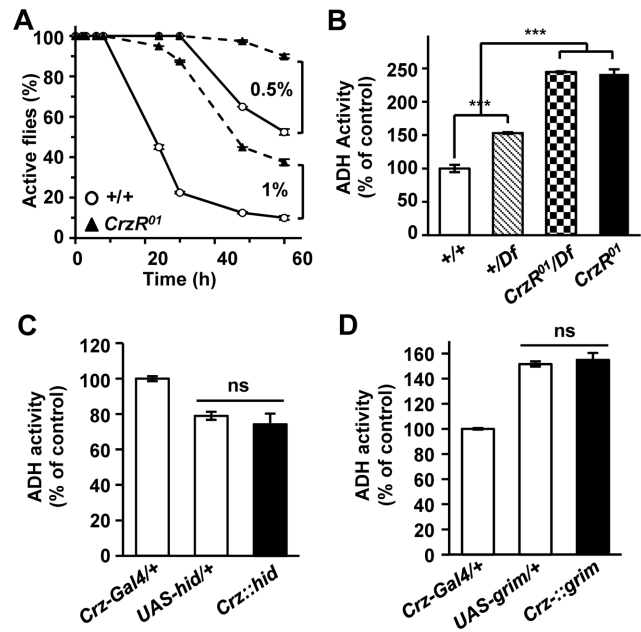 A
Active flies (%)
100
80
60
40
20
0
0 10 20 30 40 50 60
Time (h)
+/+
CrzR01
0.5%
1%
B
ADH Activity
(% of control)
250
200
150
100
50
0
***
***
+/+
+/Df
CrzR01/Df
CrzR01
C
ADH activity
(% of control)
120
100
80
60
40
20
0
ns
Crz-Gal4/+
UAS-hid/+
Crz::hid
D
ADH activity
(% of control)
160
140
120
100
80
60
40
20
0
ns
Crz-Gal4/+
UAS-grim/+
Crz-::grim